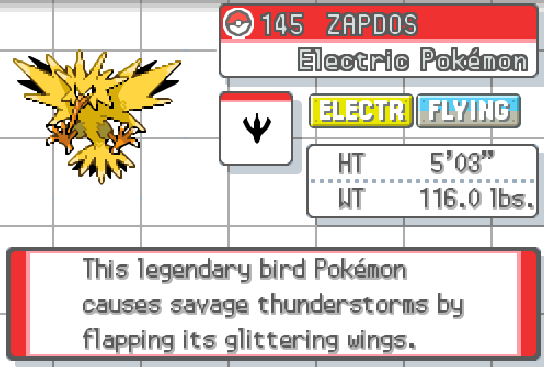 145 ZAPDOS
Electric Pokémon
ELECTR FLYING
HT 5'03"
WT 116.0 lbs.
This legendary bird Pokémon
causes savage thunderstorms by
flapping its glittering wings.